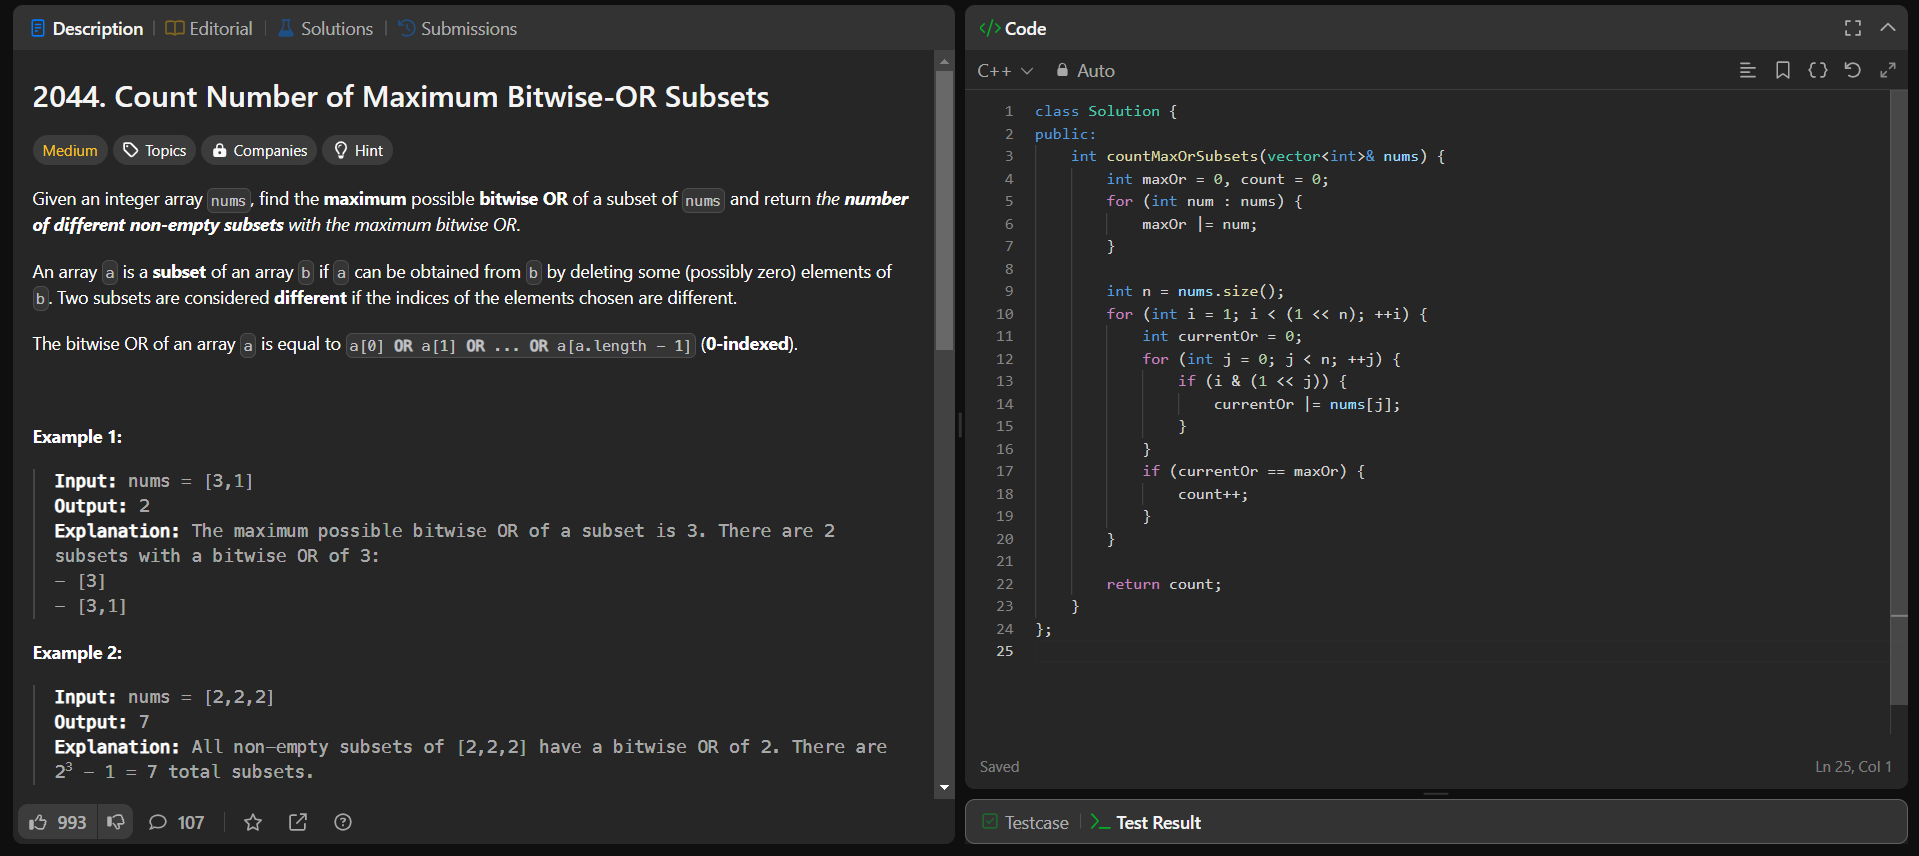 Description | Editorial | Solutions | Submissions
2044. Count Number of Maximum Bitwise-OR Subsets
Medium Topics Companies Hint
Given an integer array nums, find the maximum possible bitwise OR of a subset of nums and return the number
of different non-empty subsets with the maximum bitwise OR.
An array a is a subset of an array b if a can be obtained from b by deleting some (possibly zero) elements of
b. Two subsets are considered different if the indices of the elements chosen are different.
The bitwise OR of an array a is equal to a[0] OR a[1] OR ... OR a[a.length - 1] (0-indexed).
Example 1:
Input: nums = [3,1]
Output: 2
Explanation: The maximum possible bitwise OR of a subset is 3. There are 2
subsets with a bitwise OR of 3:
- [3]
- [3,1]
Example 2:
Input: nums = [2,2,2]
Output: 7
Explanation: All non-empty subsets of [2,2,2] have a bitwise OR of 2. There are
2³ - 1 = 7 total subsets.
993 107
</> Code
C++ Auto
1 class Solution {
2 public:
3     int countMaxOrSubsets(vector<int>& nums) {
4         int maxOr = 0, count = 0;
5         for (int num : nums) {
6             maxOr |= num;
7         }
8
9         int n = nums.size();
10         for (int i = 1; i < (1 << n); ++i) {
11             int currentOr = 0;
12             for (int j = 0; j < n; ++j) {
13                 if (i & (1 << j)) {
14                     currentOr |= nums[j];
15                 }
16             }
17             if (currentOr == maxOr) {
18                 count++;
19             }
20         }
21
22         return count;
23     }
24 };
25
Saved Ln 25, Col 1
Testcase | Test Result